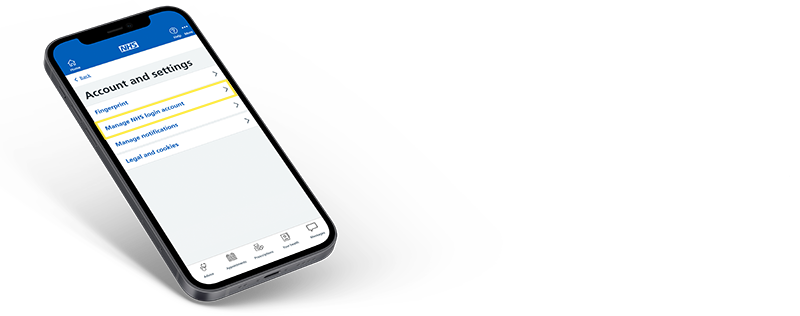 NHS
Home
Help
More
Back
Account and settings
Fingerprint
Manage NHS login account
Manage notifications
Legal and cookies
Advice
Appointments
Prescriptions
Your health
Messages